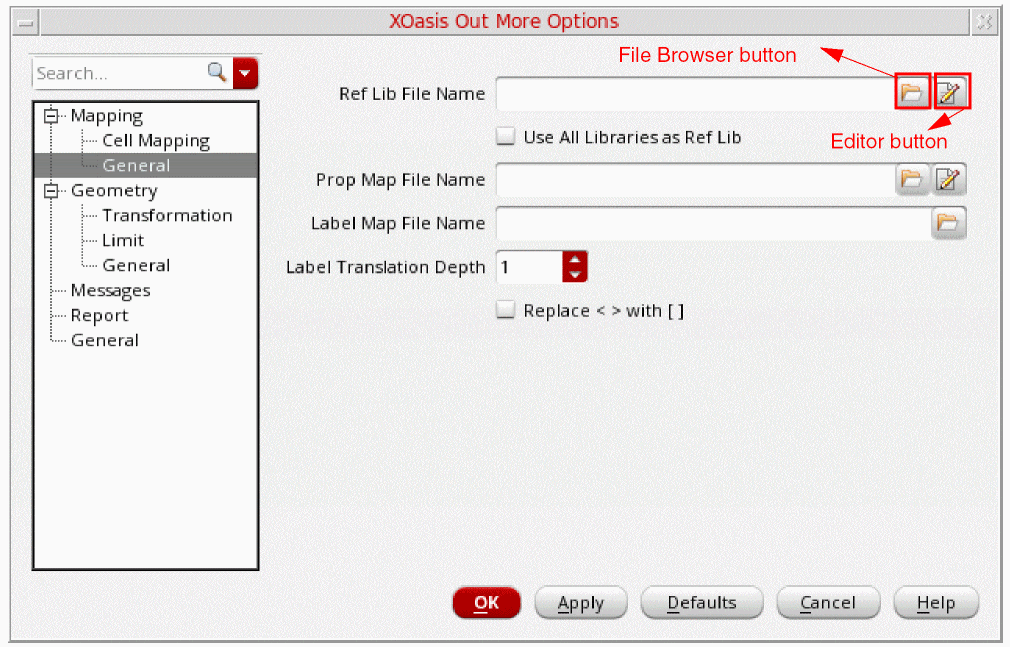 XOasis Out More Options
File Browser button
Search...
Ref Lib File Name
Editor button
Use All Libraries as Ref Lib
Mapping
Cell Mapping
General
Geometry
Transformation
Limit
General
Messages
Report
General
Prop Map File Name
Label Map File Name
Label Translation Depth 1
Replace < > with [ ]
OK Apply Defaults Cancel Help